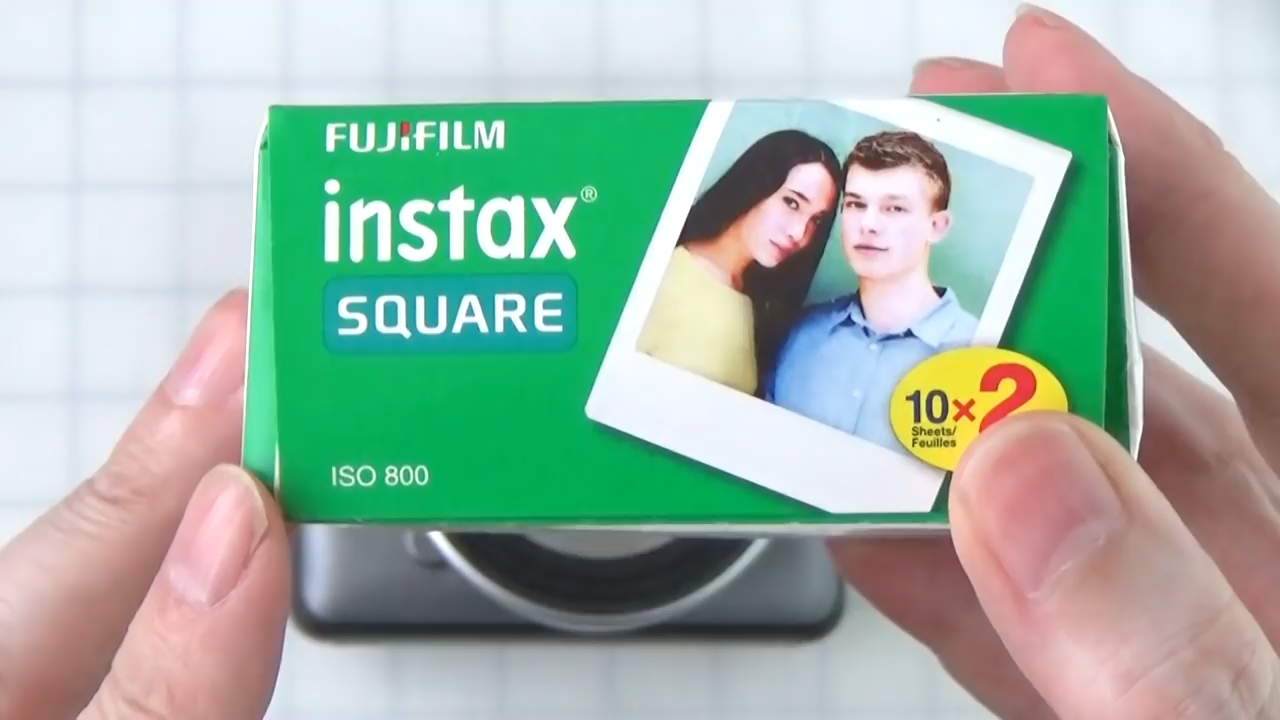 FUJIFILM
instax®
SQUARE
10×2
Sheets/
Feuilles
ISO 800